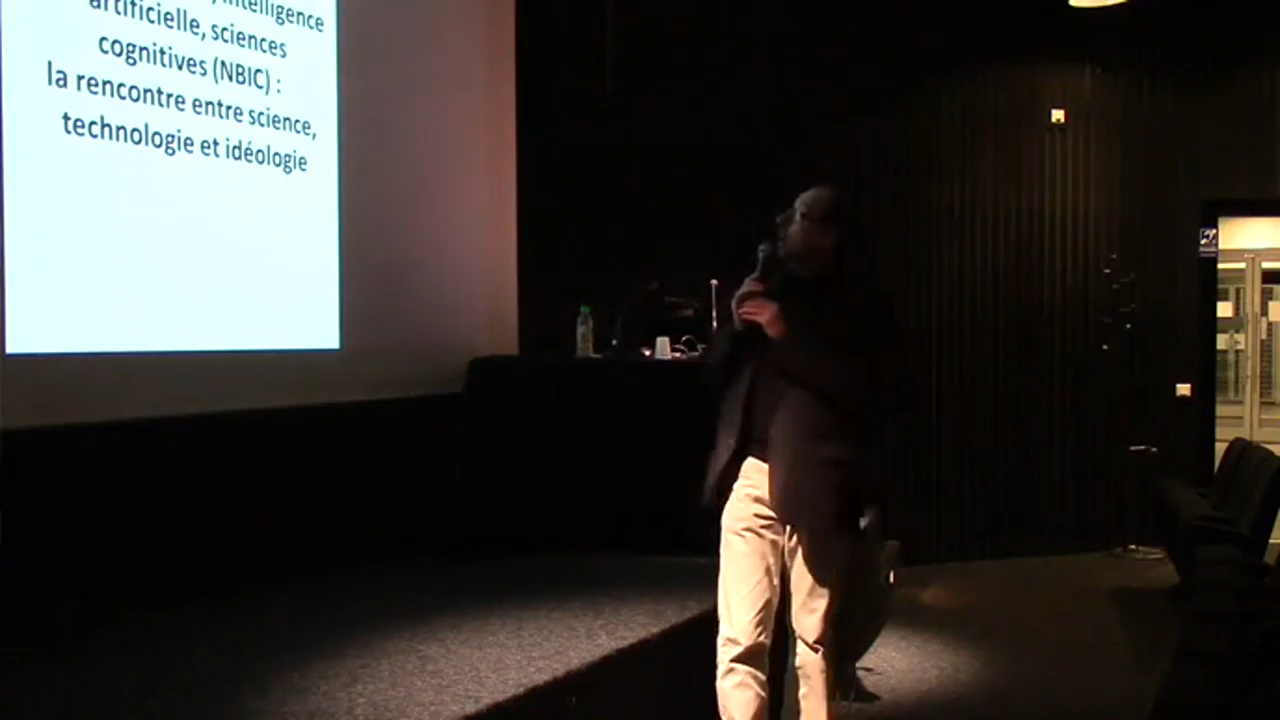 intelligence
artificielle, sciences
cognitives (NBIC) :
la rencontre entre science,
technologie et idéologie